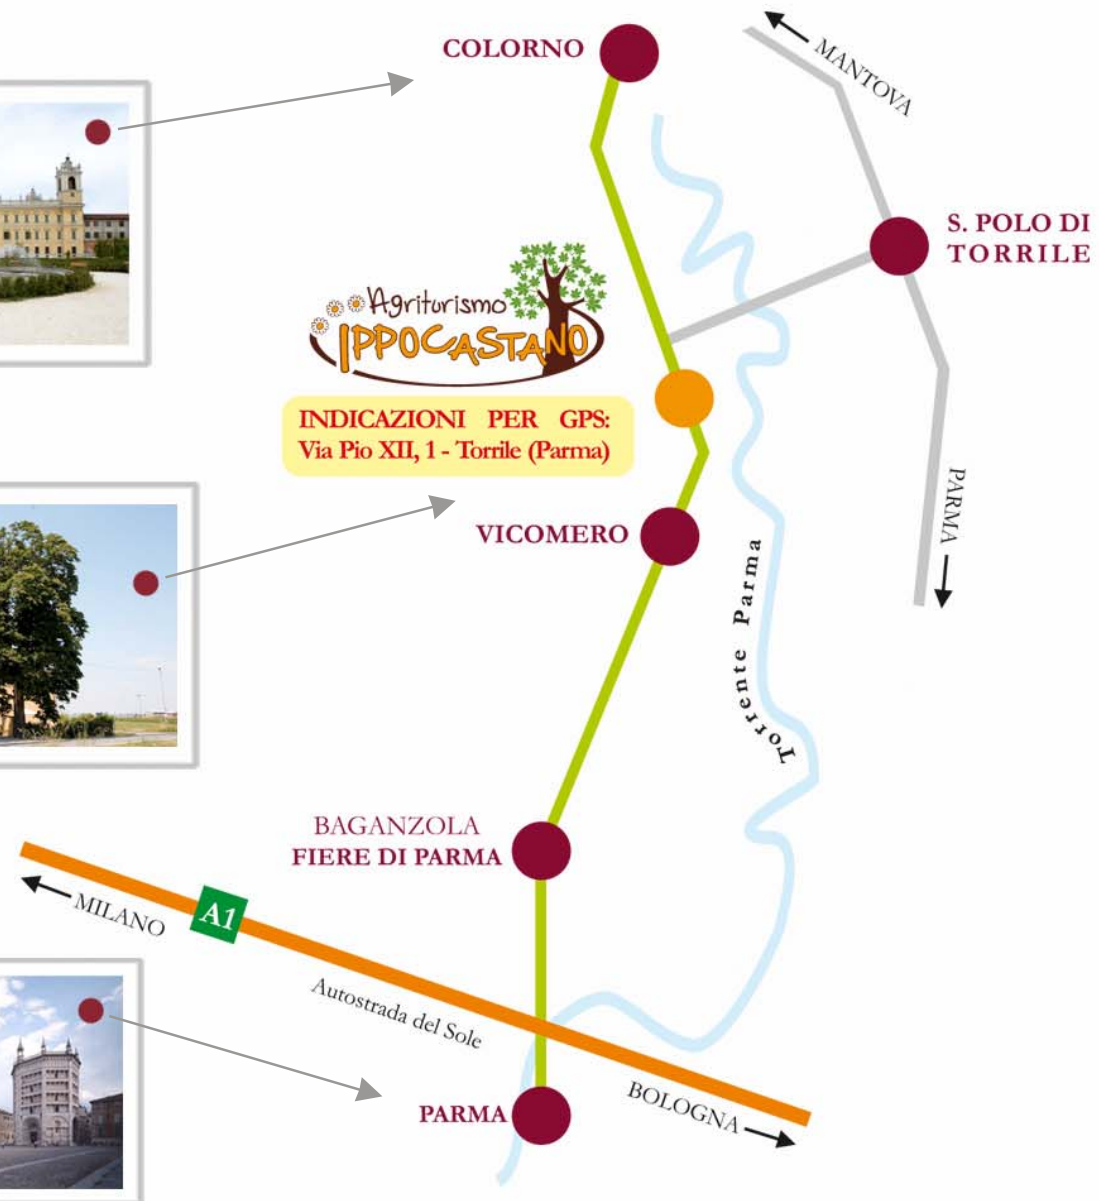 COLORNO
MANTOVA
S. POLO DI
TORRILE
Agriturismo
IPPOCASTANO
INDICAZIONI PER GPS:
Via Pio XII, 1 - Torrile (Parma)
PARMA
VICOMERO
Torrente Parma
BAGANZOLA
FIERE DI PARMA
MILANO
A1
Autostrada del Sole
BOLOGNA
PARMA